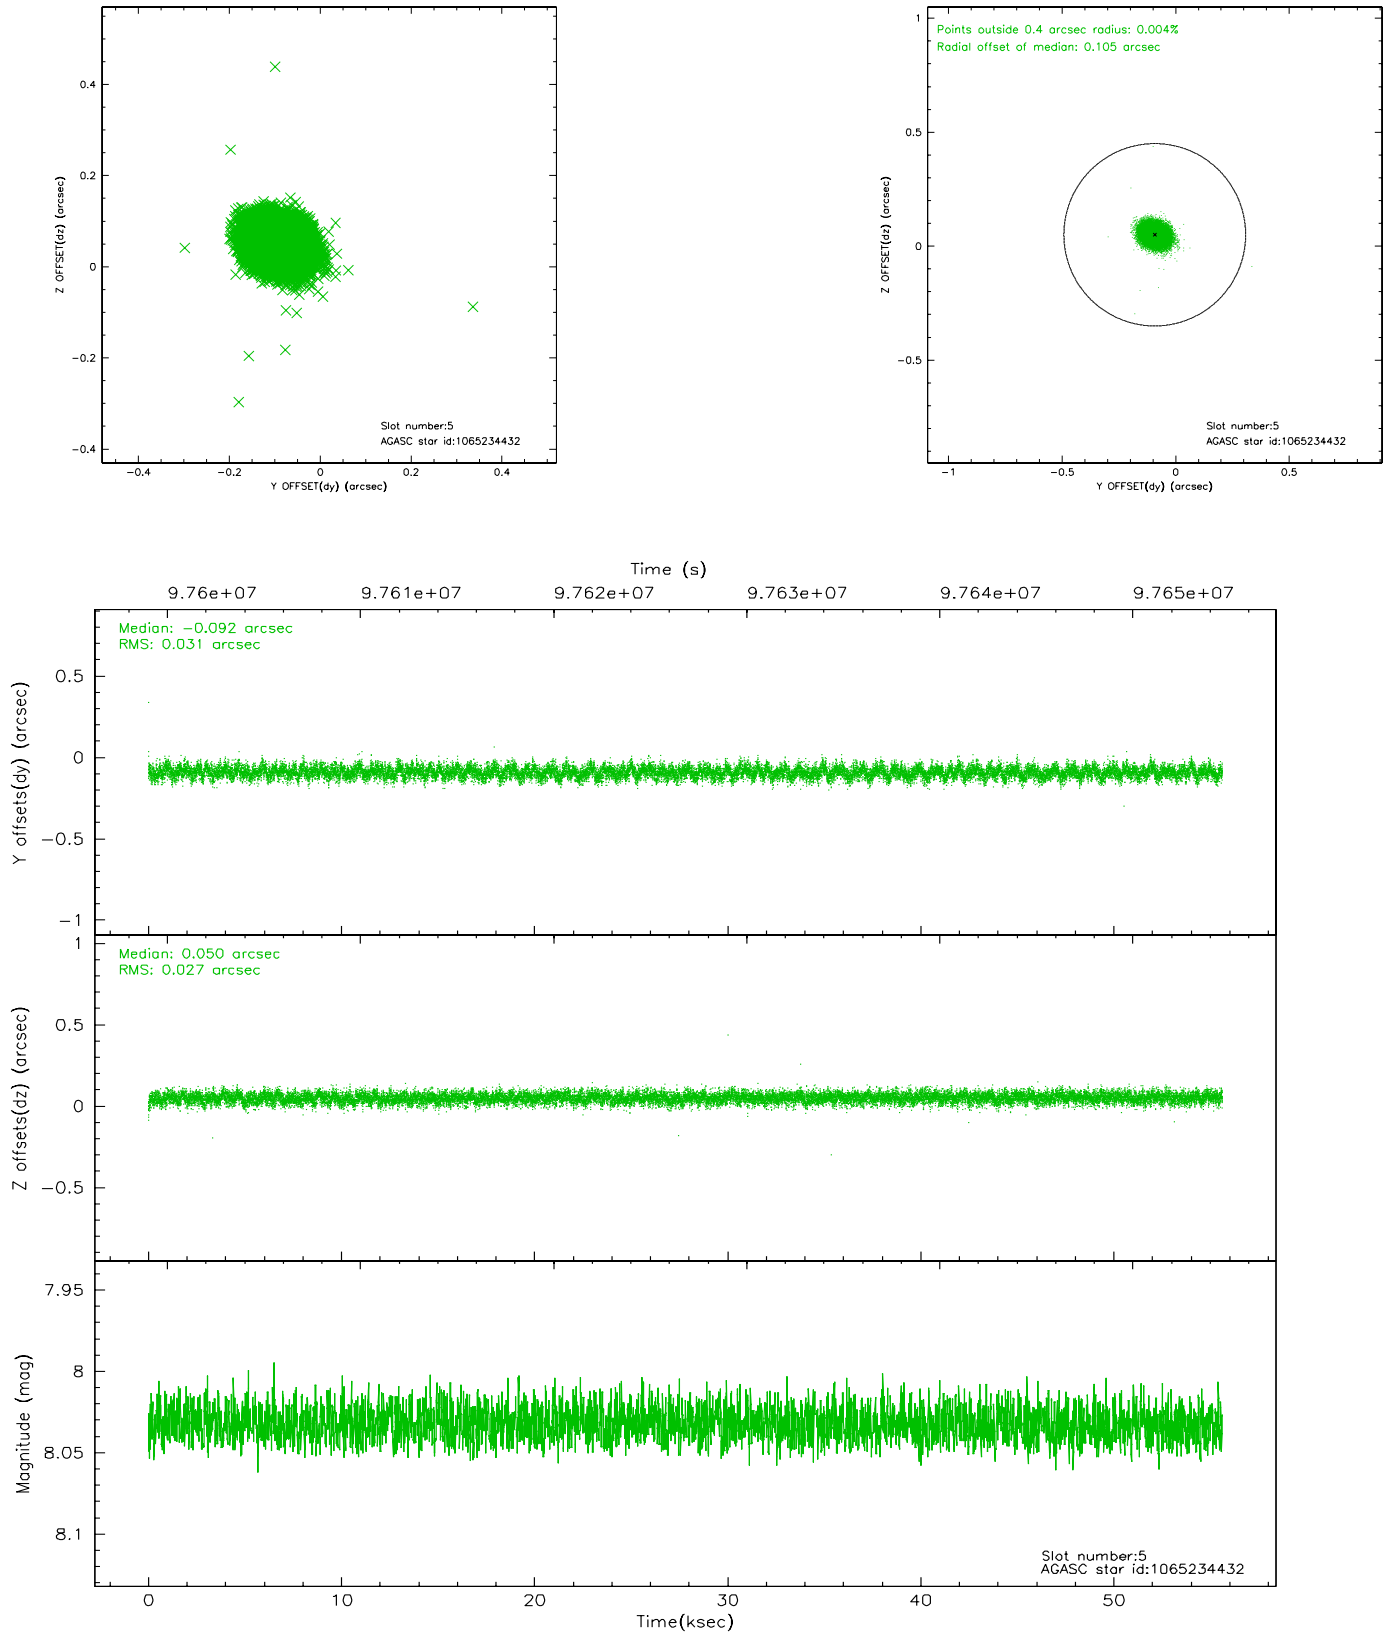 0.4
0.2
0
−0.2
−0.4
Z OFFSET(dz) (arcsec)
Slot number:5
AGASC star id:1065234432
−0.4
−0.2
0
0.2
0.4
Y OFFSET(dy) (arcsec)
Points outside 0.4 arcsec radius: 0.004%
Radial offset of median: 0.105 arcsec
1
0.5
0
−0.5
Z OFFSET(dz) (arcsec)
Slot number:5
AGASC star id:1065234432
−1
−0.5
0
0.5
Y OFFSET(dy) (arcsec)
Time (s)
9.76e+07
9.761e+07
9.762e+07
9.763e+07
9.764e+07
9.765e+07
Median: −0.092 arcsec
RMS: 0.031 arcsec
0.5
0
−0.5
−1
Y offsets(dy) (arcsec)
Median: 0.050 arcsec
RMS: 0.027 arcsec
1
0.5
0
−0.5
Z offsets(dz) (arcsec)
7.95
8
8.05
8.1
Magnitude (mag)
Slot number:5
AGASC star id:1065234432
0
10
20
30
40
50
Time(ksec)